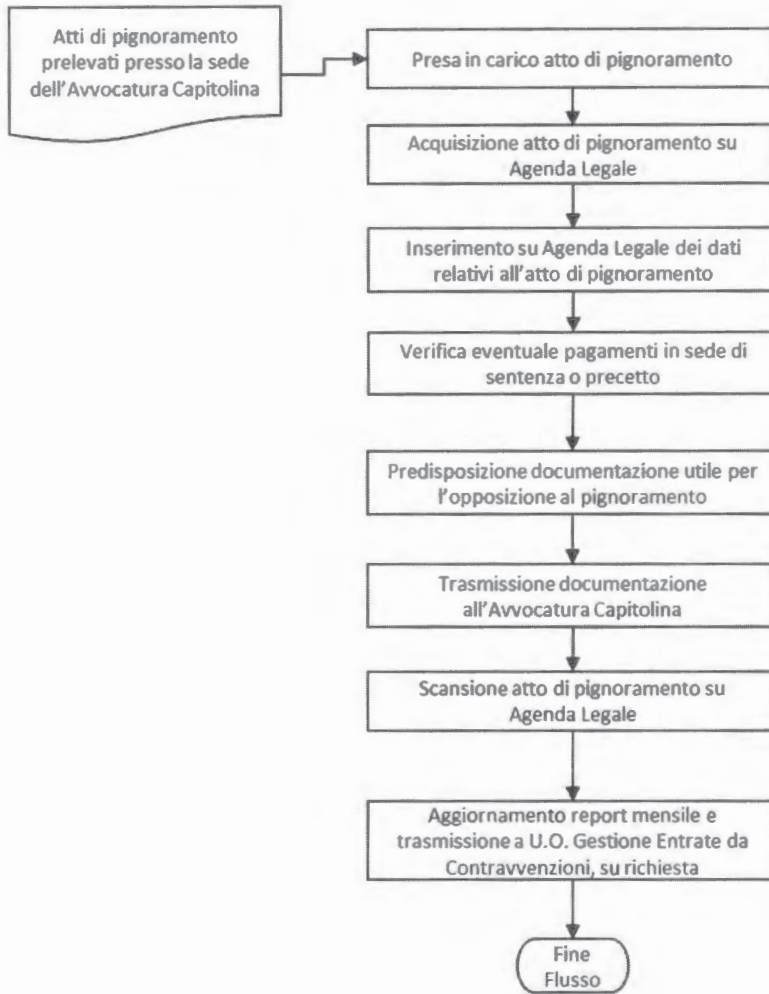 Atti di pignoramento
prelevati presso la sede
dell'Avvocatura Capitolina
Presa in carico atto di pignoramento
Acquisizione atto di pignoramento su
Agenda Legale
Inserimento su Agenda Legale dei dati
relativi all'atto di pignoramento
Verifica eventuale pagamenti in sede di
sentenza o precetto
Predisposizione documentazione utile per
l'opposizione al pignoramento
Trasmissione documentazione
all'Avvocatura Capitolina
Scansione atto di pignoramento su
Agenda Legale
Aggiornamento report mensile e
trasmissione a U.O. Gestione Entrate da
Contravvenzioni, su richiesta
Fine
Flusso